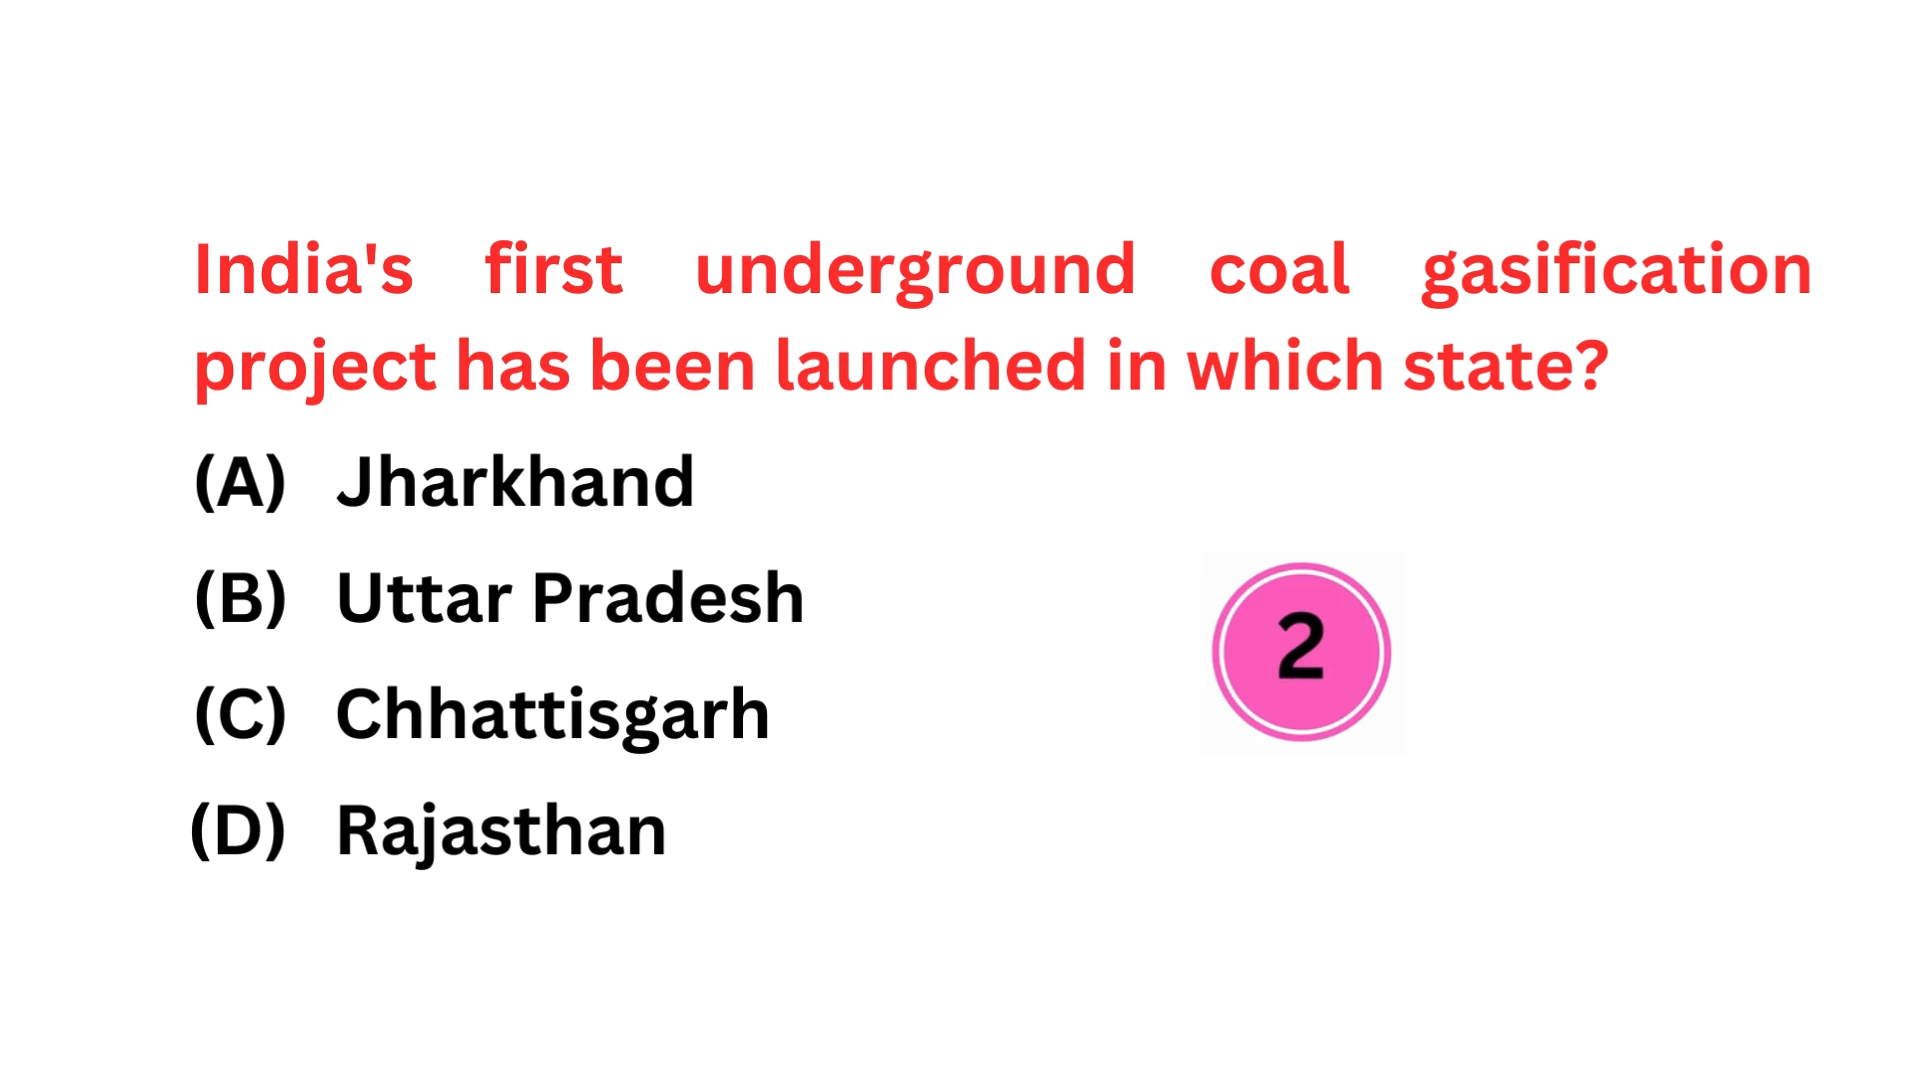 India's first underground coal gasification
project has been launched in which state?
(A) Jharkhand
(B) Uttar Pradesh
2
(C) Chhattisgarh
(D) Rajasthan